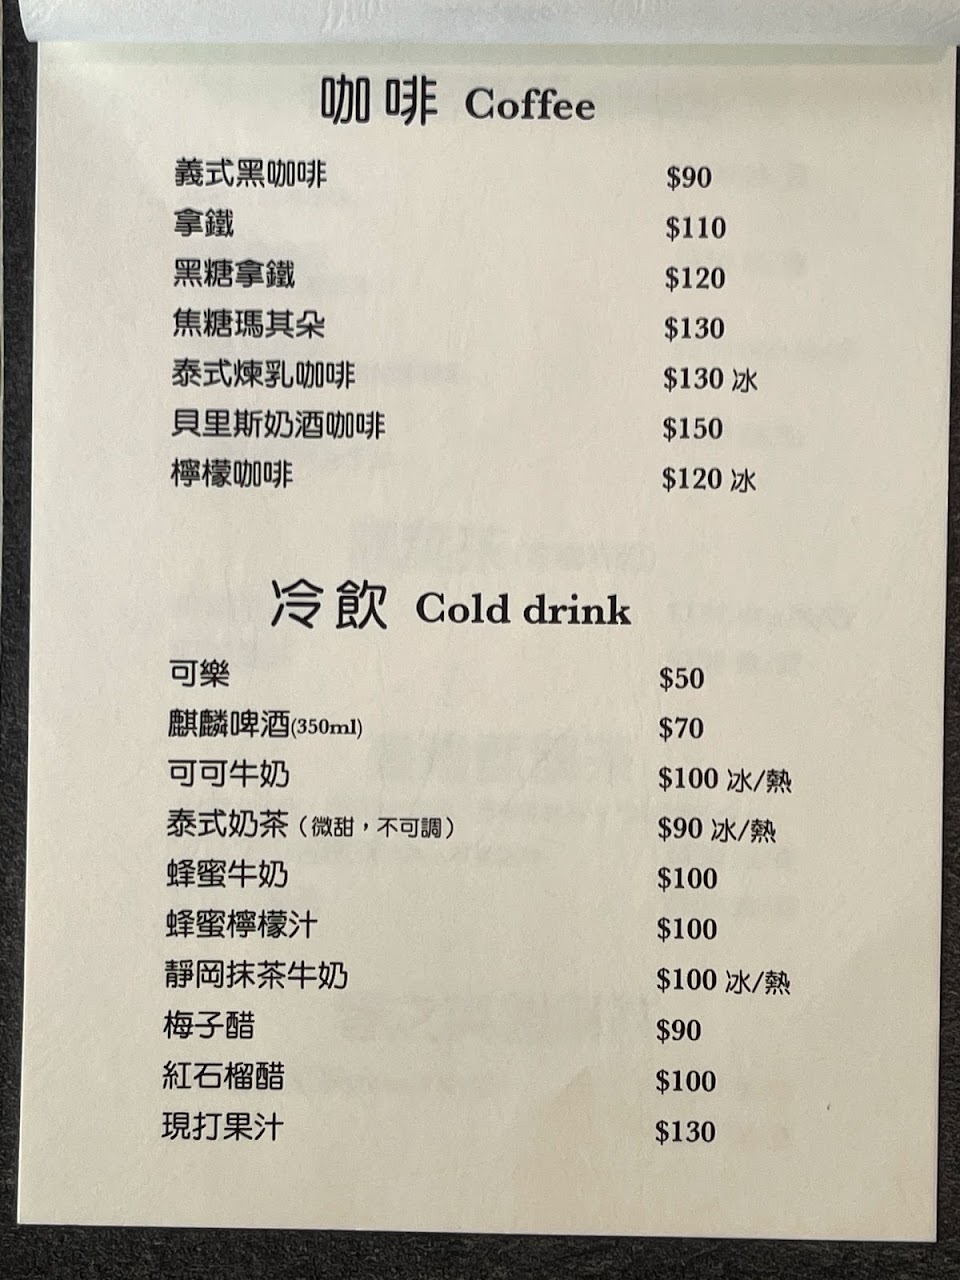 咖啡 Coffee
義式黑咖啡 $90
拿鐵 $110
黑糖拿鐵 $120
焦糖瑪其朵 $130
泰式煉乳咖啡 $130 冰
貝里斯奶酒咖啡 $150
檸檬咖啡 $120 冰
冷飲 Cold drink
可樂 $50
麒麟啤酒(350ml) $70
可可牛奶 $100 冰/熱
泰式奶茶（微甜，不可調） $90 冰/熱
蜂蜜牛奶 $100
蜂蜜檸檬汁 $100
靜岡抹茶牛奶 $100 冰/熱
梅子醋 $90
紅石榴醋 $100
現打果汁 $130